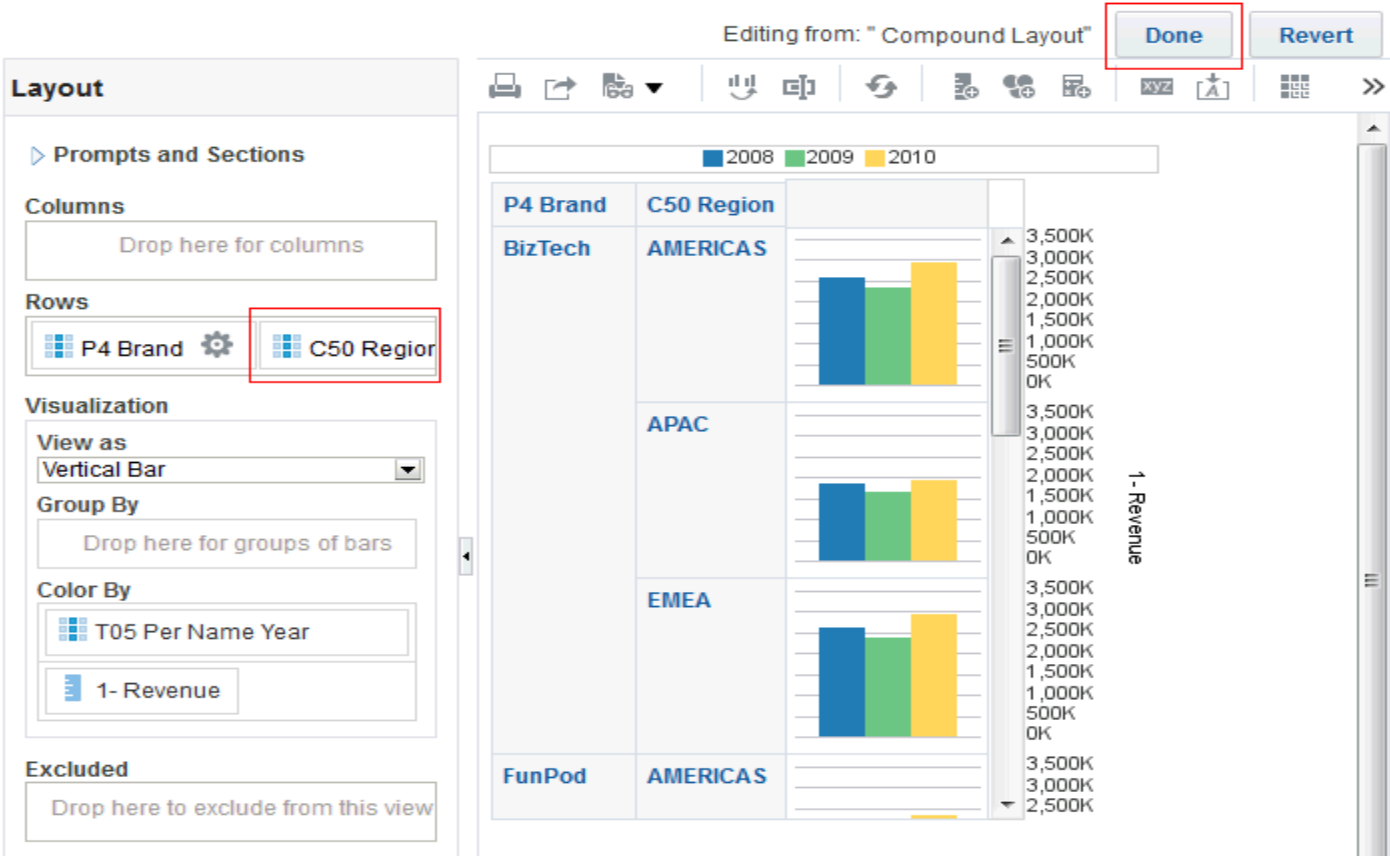 Editing from: " Compound Layout"
Done
Revert
Layout
xyz
A
Prompts and Sections
Columns
Drop here for columns
Rows
P4 Brand
C50 Region
Visualization
View as
Vertical Bar
Group By
Drop here for groups of bars
Color By
T05 Per Name Year
1- Revenue
Excluded
Drop here to exclude from this view
2008 2009 2010
P4 Brand C50 Region
BizTech AMERICAS
3,500K
3,000K
2,500K
2,000K
1,500K
1,000K
500K
0K
APAC
3,500K
3,000K
2,500K
2,000K
1,500K
1,000K
500K
0K
1- Revenue
EMEA
3,500K
3,000K
2,500K
2,000K
1,500K
1,000K
500K
0K
FunPod AMERICAS
3,500K
3,000K
2,500K